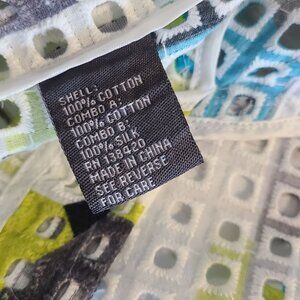 SHELL:
100% COTTON
COMBO A:
100% COTTON
COMBO B:
100% SILK
RN 138420
MADE IN CHINA
SEE REVERSE
FOR CARE